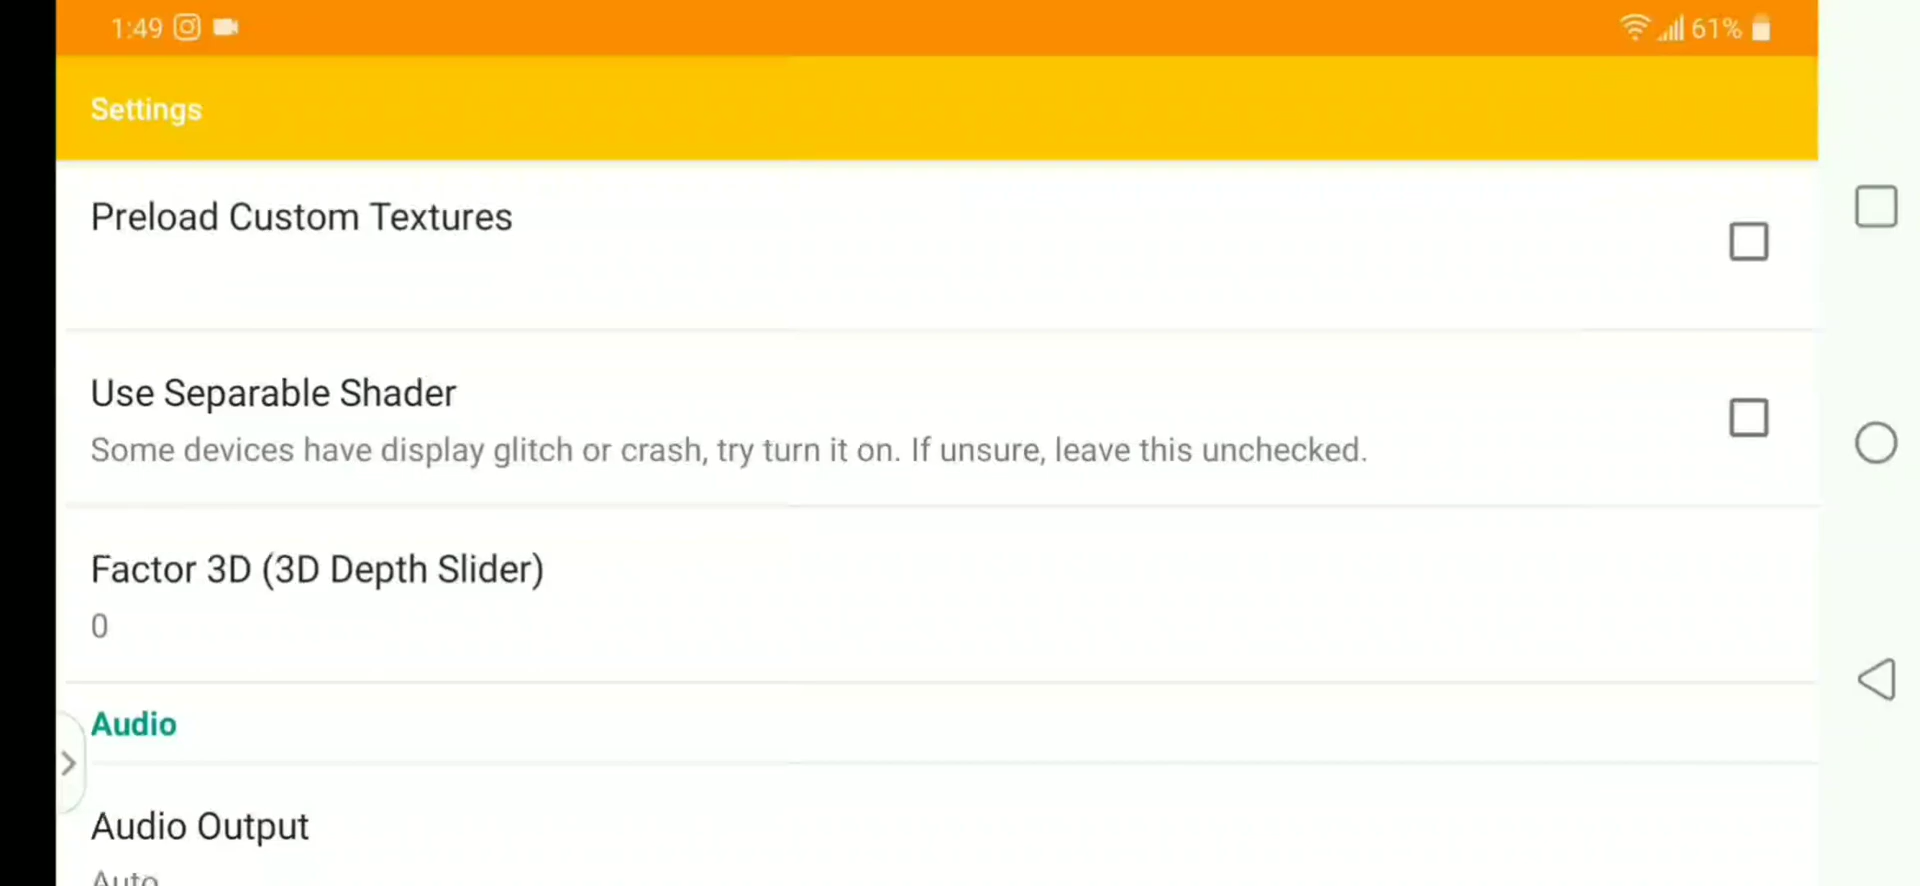 1:49
61%
Settings
Preload Custom Textures
Use Separable Shader
Some devices have display glitch or crash, try turn it on. If unsure, leave this unchecked.
Factor 3D (3D Depth Slider)
0
Audio
Audio Output
Auto